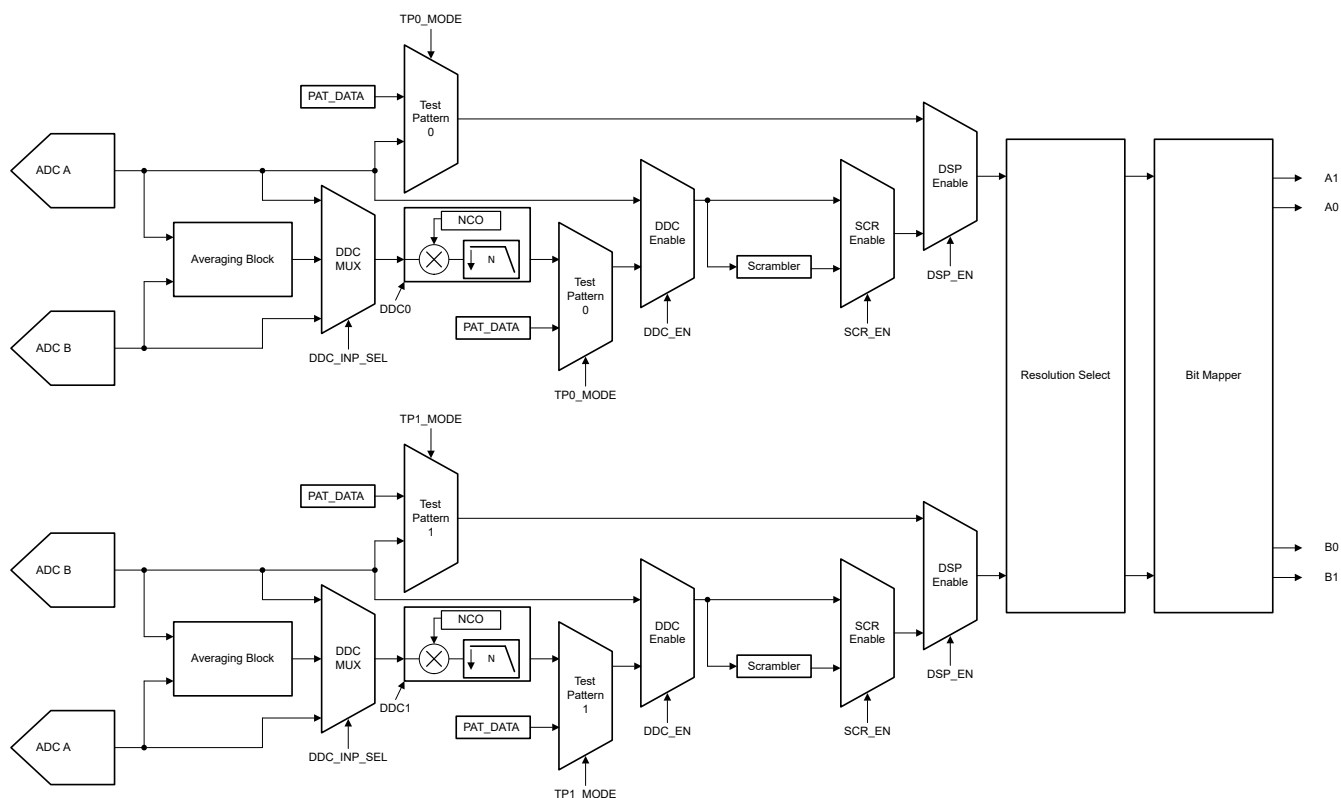 TP0_MODE
PAT_DATA
Test
Pattern
0
ADC A
DSP
Enable
A1
A0
NCO
DDC
Enable
SCR
Enable
Averaging Block
DDC
MUX
N
Test
Pattern
0
Scrambler
DSP_EN
DDC0
ADC B
PAT_DATA
DDC_EN
SCR_EN
DDC_INP_SEL
TP0_MODE
Resolution Select
Bit Mapper
TP1_MODE
PAT_DATA
Test
Pattern
1
ADC B
DSP
Enable
B0
B1
NCO
DDC
Enable
SCR
Enable
Averaging Block
DDC
MUX
N
Test
Pattern
1
Scrambler
DSP_EN
DDC1
ADC A
PAT_DATA
DDC_EN
SCR_EN
DDC_INP_SEL
TP1_MODE